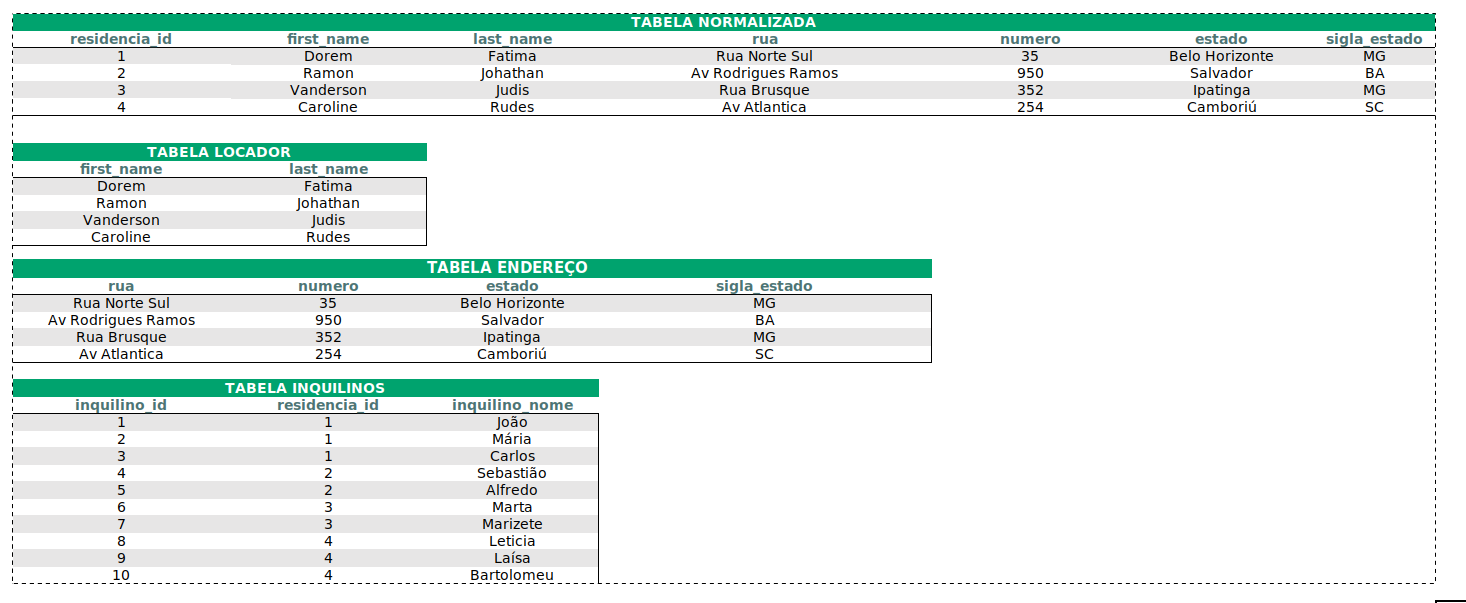 TABELA NORMALIZADA
residencia_id first_name last_name rua numero estado sigla_estado
1 Dorem Fatima Rua Norte Sul 35 Belo Horizonte MG
2 Ramon Johathan Av Rodrigues Ramos 950 Salvador BA
3 Vanderson Judis Rua Brusque 352 Ipatinga MG
4 Caroline Rudes Av Atlantica 254 Camboriú SC
TABELA LOCADOR
first_name last_name
Dorem Fatima
Ramon Johathan
Vanderson Judis
Caroline Rudes
TABELA ENDEREÇO
rua numero estado sigla_estado
Rua Norte Sul 35 Belo Horizonte MG
Av Rodrigues Ramos 950 Salvador BA
Rua Brusque 352 Ipatinga MG
Av Atlantica 254 Camboriú SC
TABELA INQUILINOS
inquilino_id residencia_id inquilino_nome
1 1 João
2 1 Mária
3 1 Carlos
4 2 Sebastião
5 2 Alfredo
6 3 Marta
7 3 Marizete
8 4 Leticia
9 4 Laísa
10 4 Bartolomeu